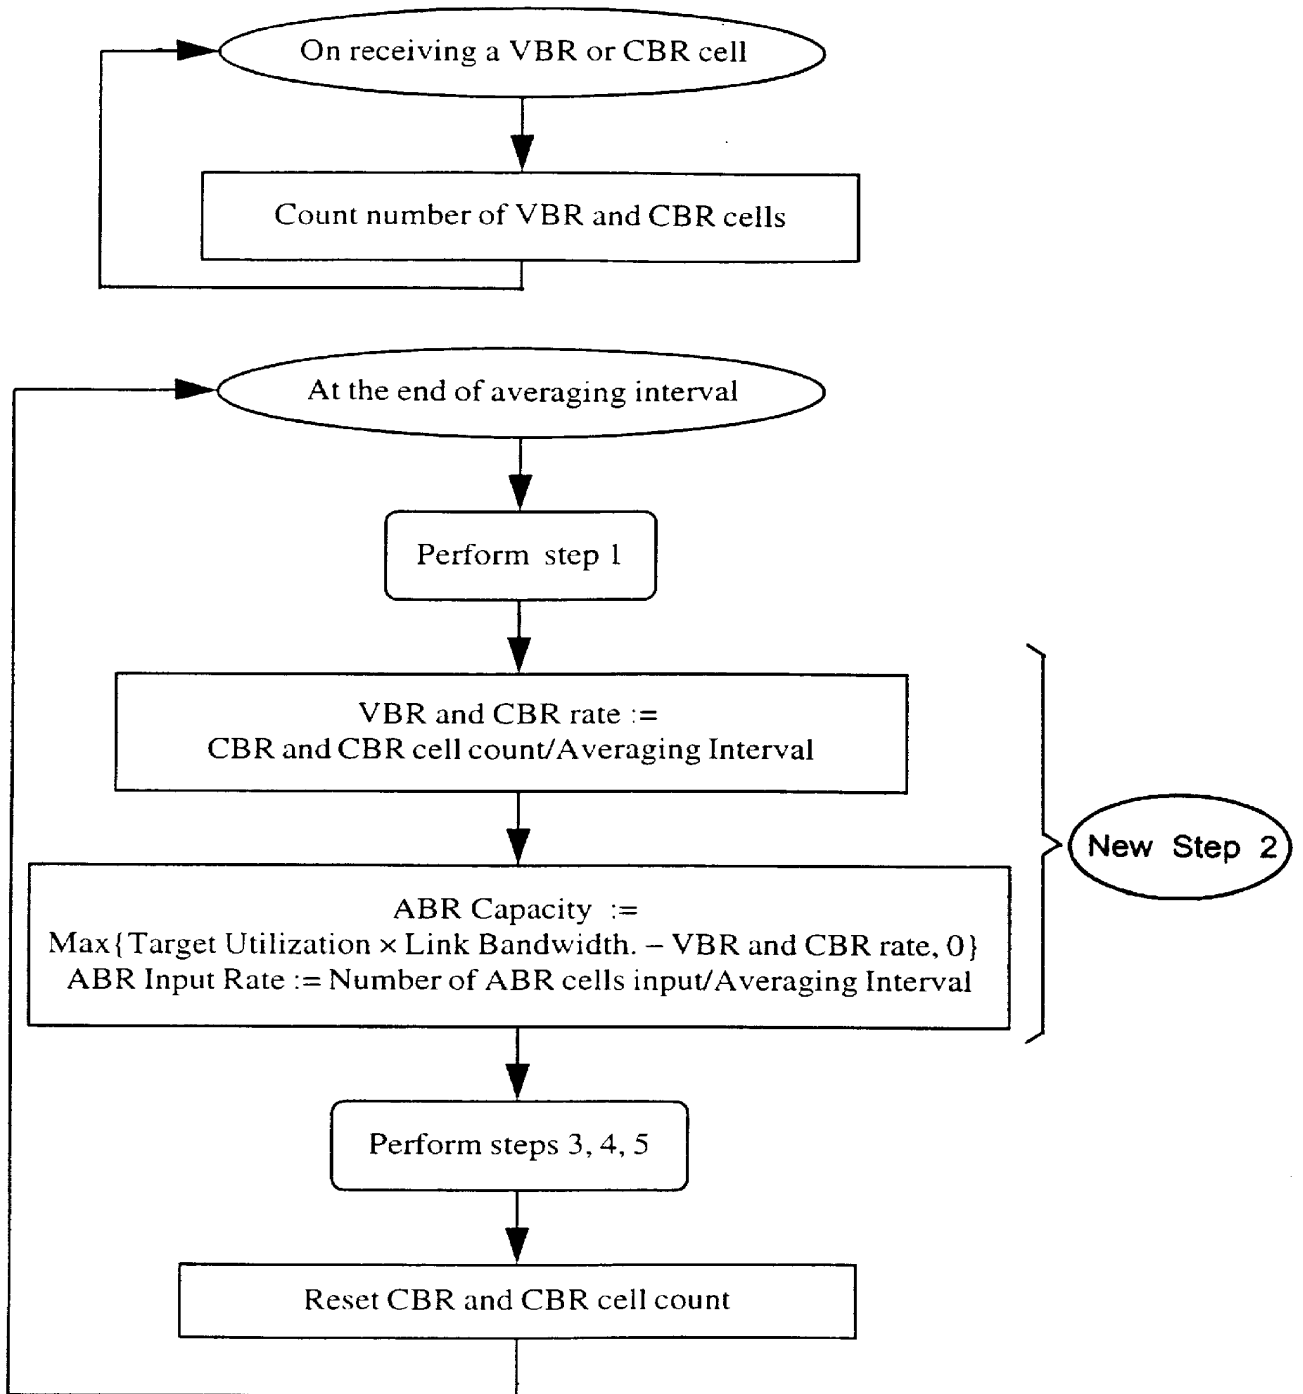 On receiving a VBR or CBR cell
Count number of VBR and CBR cells
At the end of averaging interval
Perform step 1
VBR and CBR rate :=
CBR and CBR cell count/Averaging Interval
ABR Capacity :=
Max{Target Utilization × Link Bandwidth. – VBR and CBR rate, 0}
ABR Input Rate := Number of ABR cells input/Averaging Interval
New Step 2
Perform steps 3, 4, 5
Reset CBR and CBR cell count